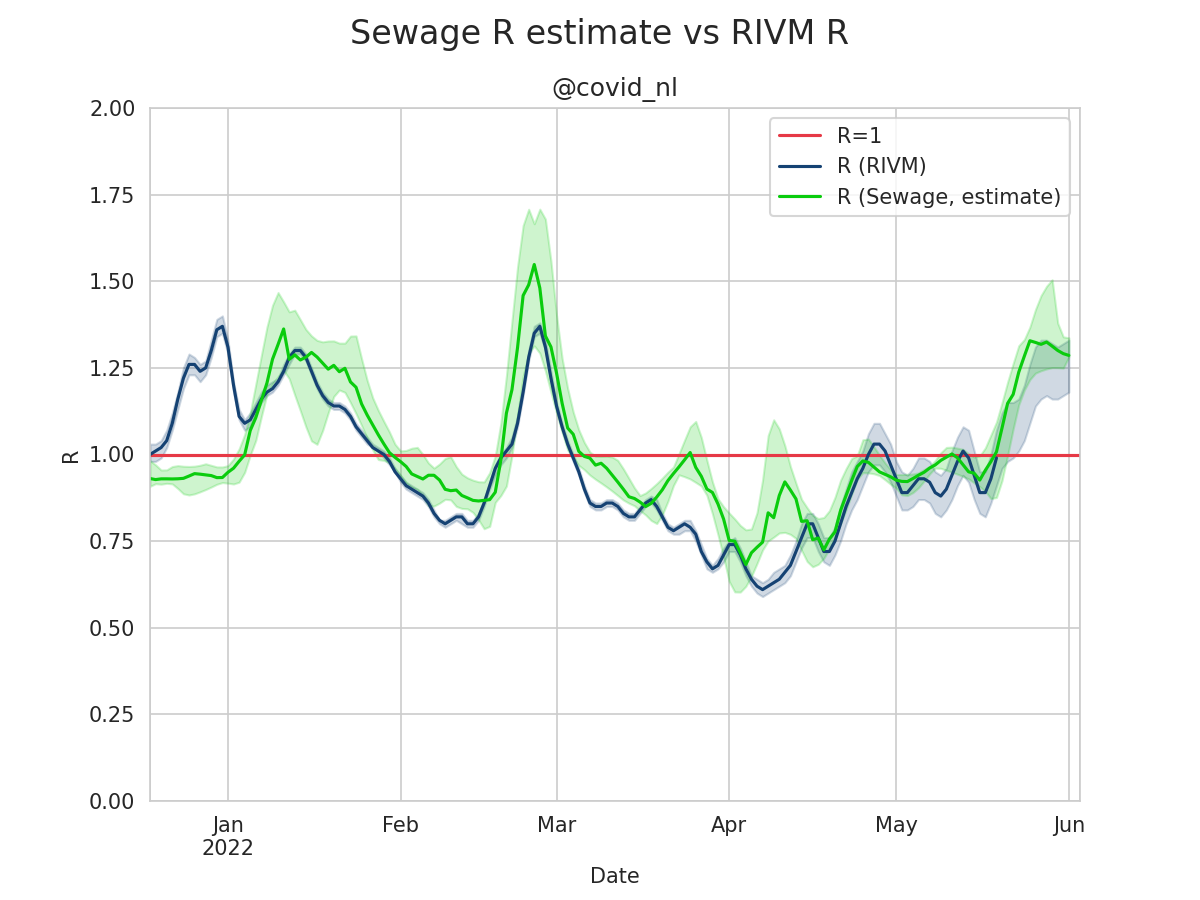 Sewage R estimate vs RIVM R
@covid_nl
2.00
1.75
1.50
1.25
1.00
0.75
0.50
0.25
0.00
R
R=1
R (RIVM)
R (Sewage, estimate)
Jan
2022
Feb
Mar
Apr
May
Jun
Date